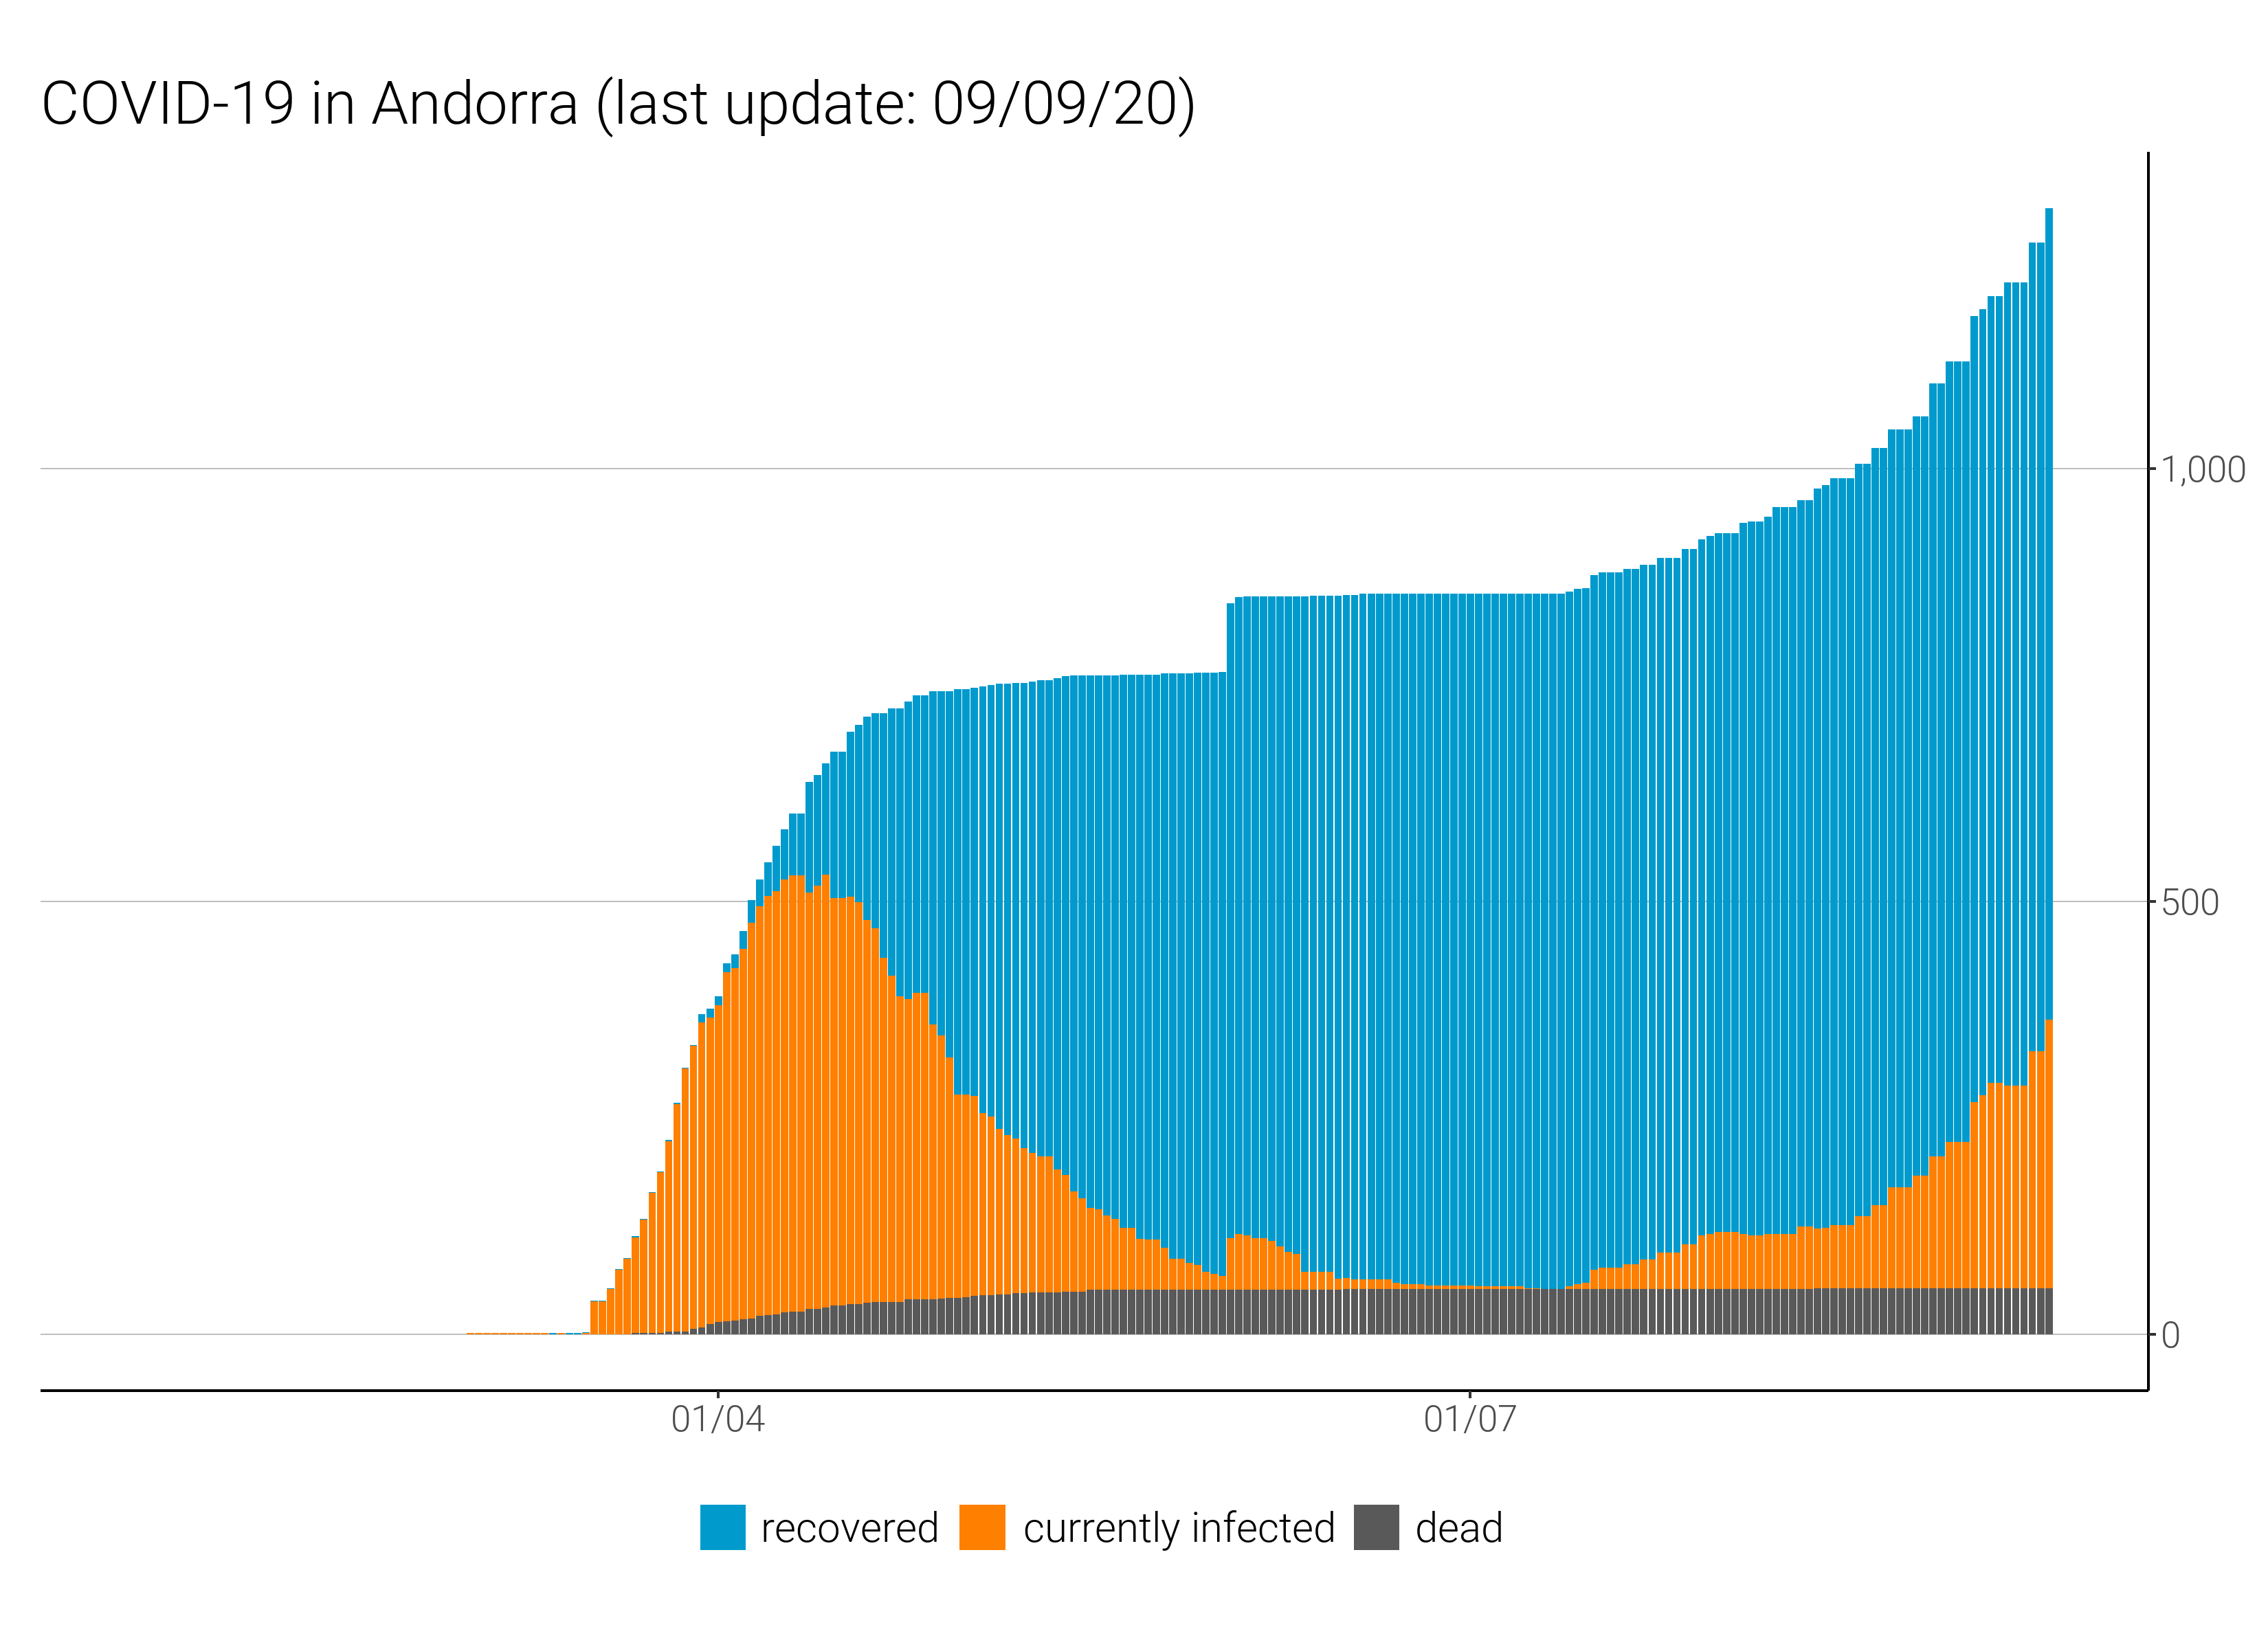 COVID-19 in Andorra (last update: 09/09/20)
1,000
500
0
01/04 01/07
recovered currently infected dead